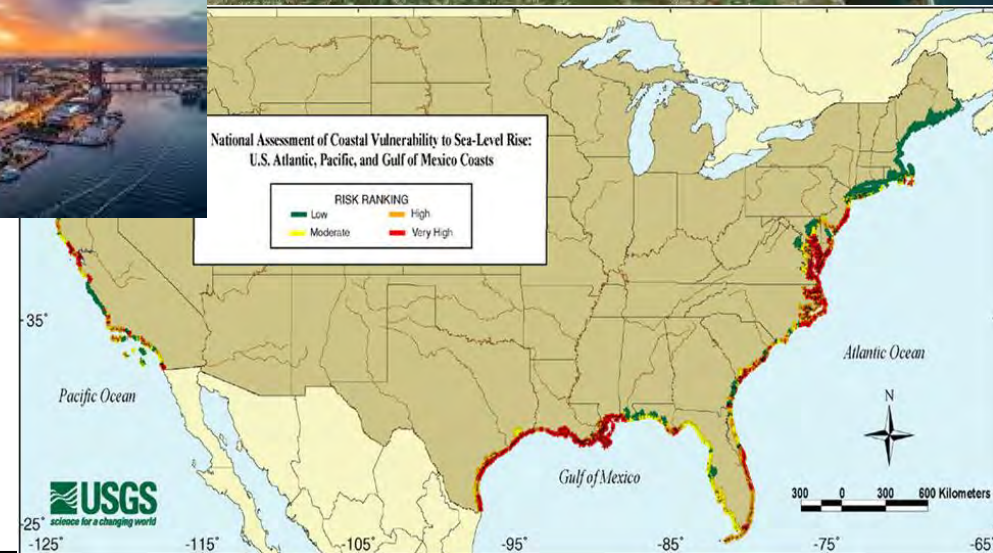 National Assessment of Coastal Vulnerability to Sea-Level Rise:
U.S. Atlantic, Pacific, and Gulf of Mexico Coasts
RISK RANKING
Low
High
Moderate
Very High
35°
Atlantic Ocean
Pacific Ocean
N
Gulf of Mexico
USGS
science for a changing world
300 0 300 600 Kilometers
25°
-125° -115° -105° -95° -85° -75° -65°